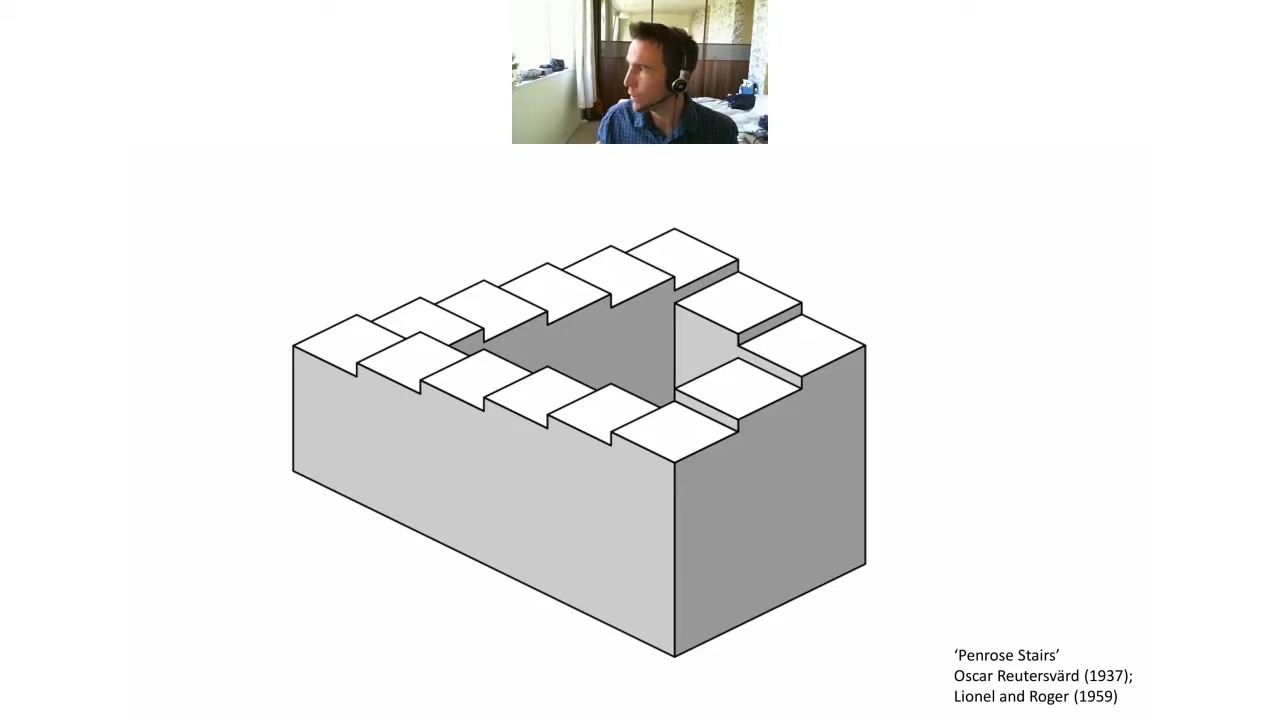 ‘Penrose Stairs’
Oscar Reutersvärd (1937);
Lionel and Roger (1959)